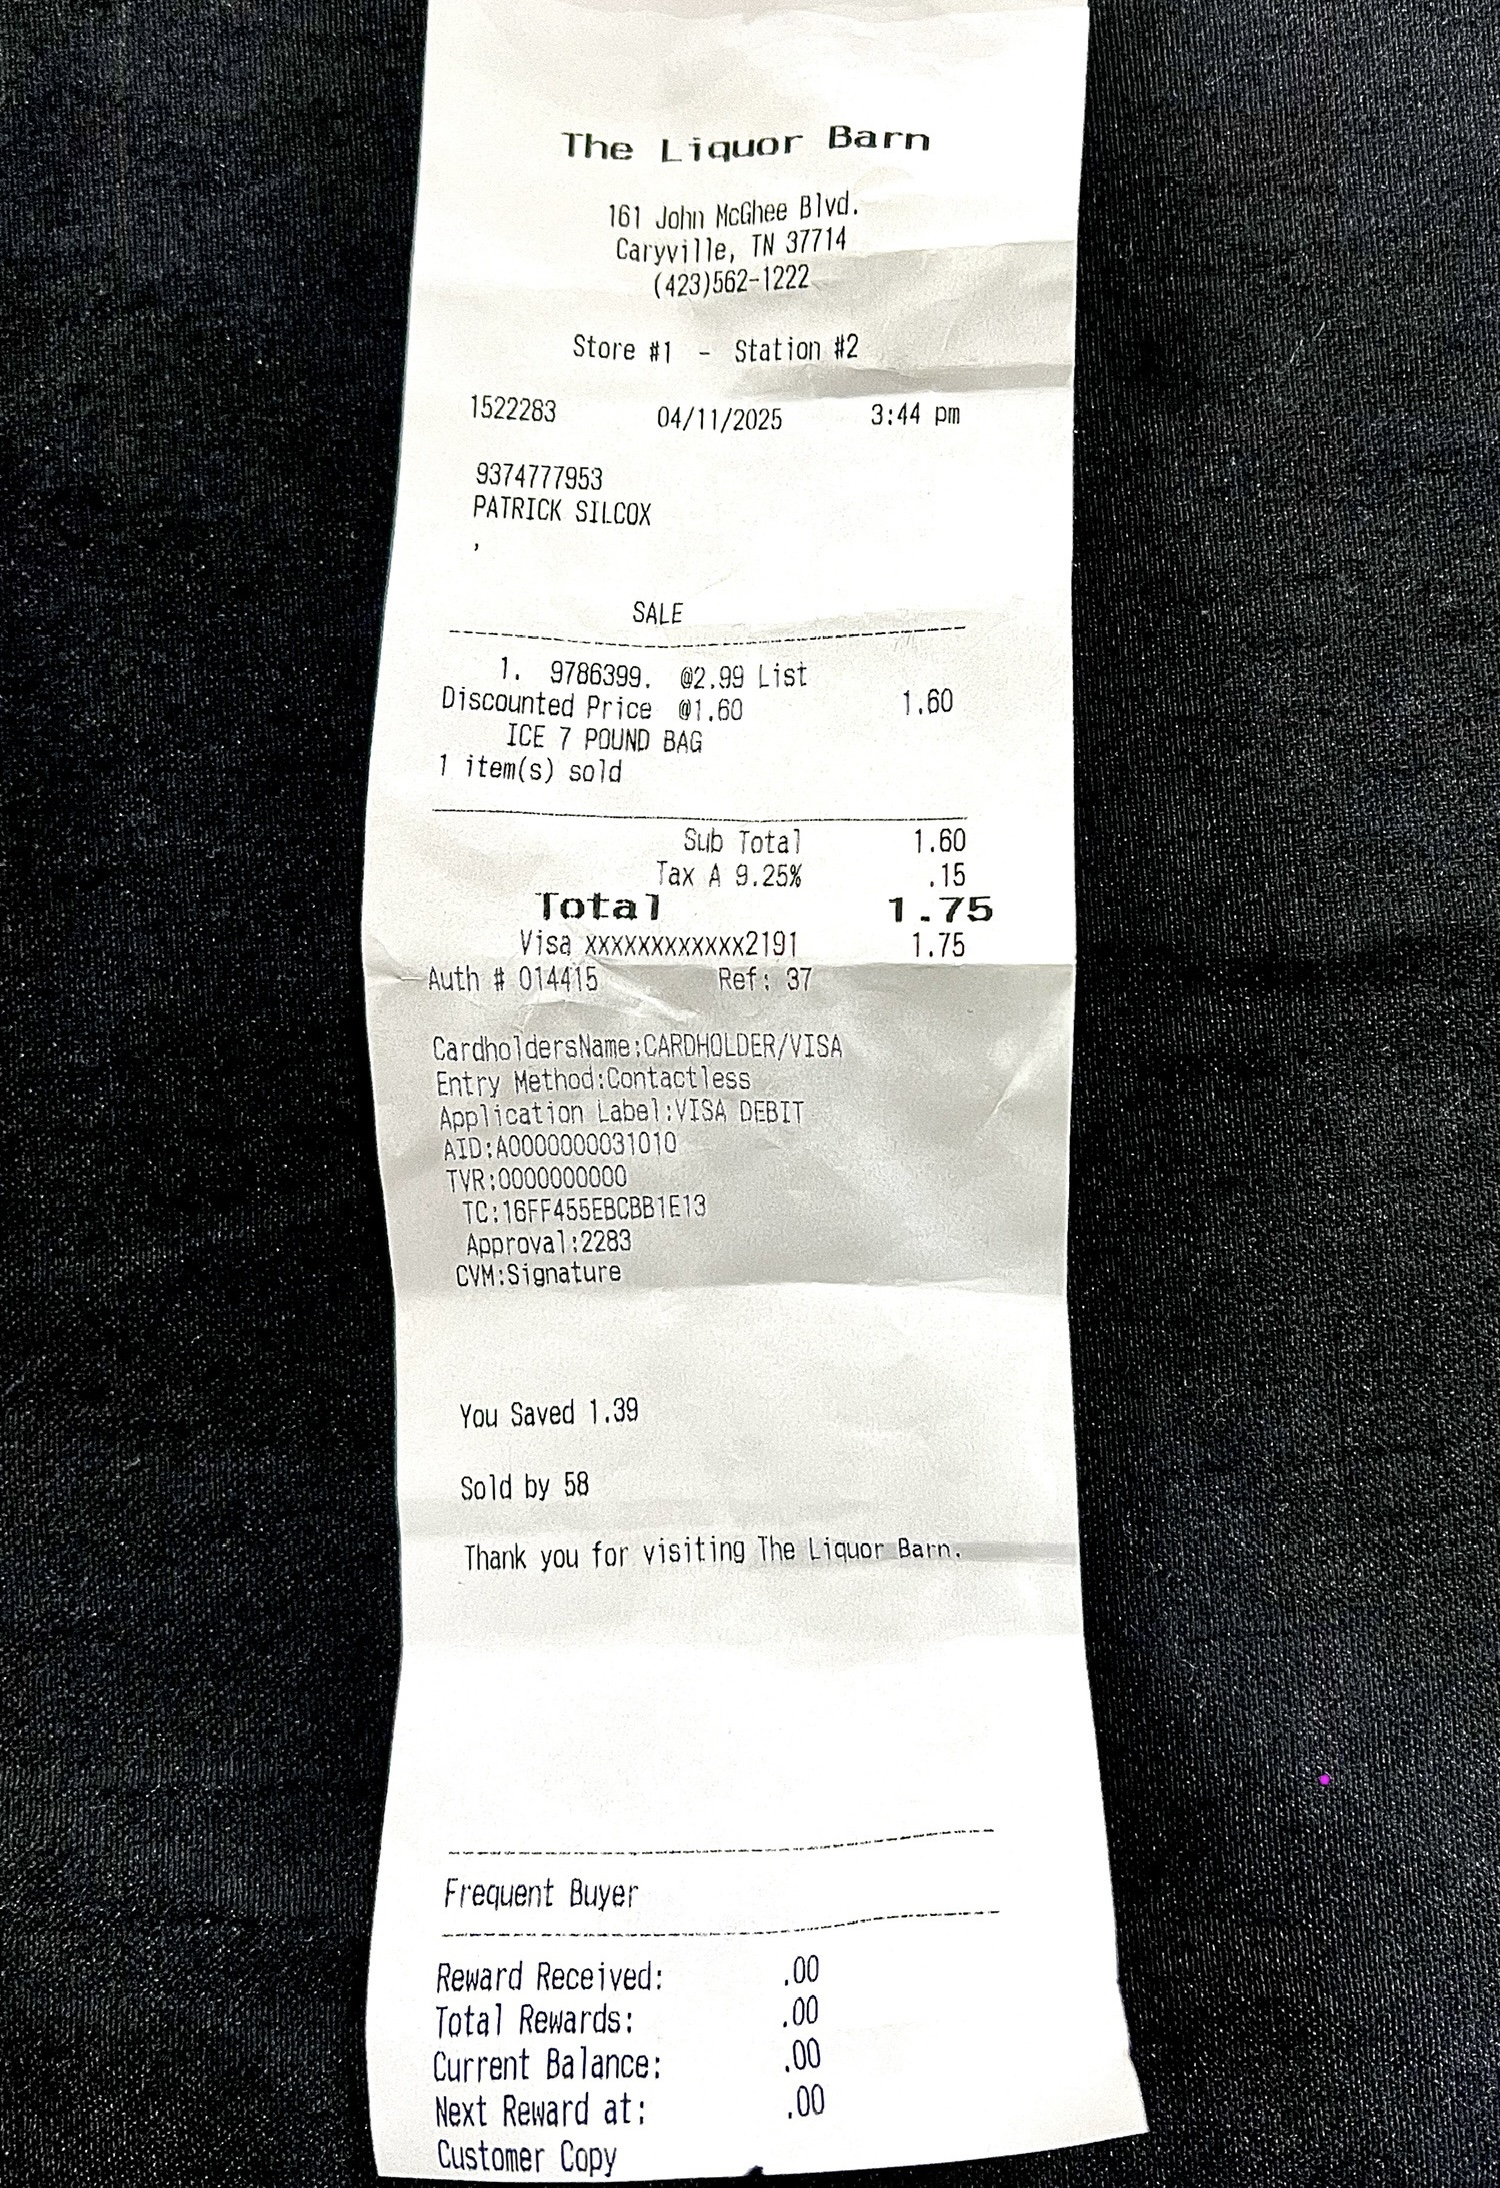 The Liquor Barn
161 John McGhee Blvd.
Caryville, TN 37714
(423)562-1222
Store #1 - Station #2
1522283 04/11/2025 3:44 pm
9374777953
PATRICK SILCOX
,
SALE
1. 9786399. @2.99 List
Discounted Price @1.60 1.60
ICE 7 POUND BAG
1 item(s) sold
Sub Total 1.60
Tax A 9.25% .15
Total 1.75
Visa xxxxxxxxxxxx2191 1.75
Auth # 014415 Ref: 37
CardholdersName:CARDHOLDER/VISA
Entry Method:Contactless
Application Label:VISA DEBIT
AID:A0000000031010
TVR:0000000000
TC:16FF455EBCBB1E13
Approval:2283
CVM:Signature
You Saved 1.39
Sold by 58
Thank you for visiting The Liquor Barn.
Frequent Buyer
Reward Received: .00
Total Rewards: .00
Current Balance: .00
Next Reward at: .00
Customer Copy